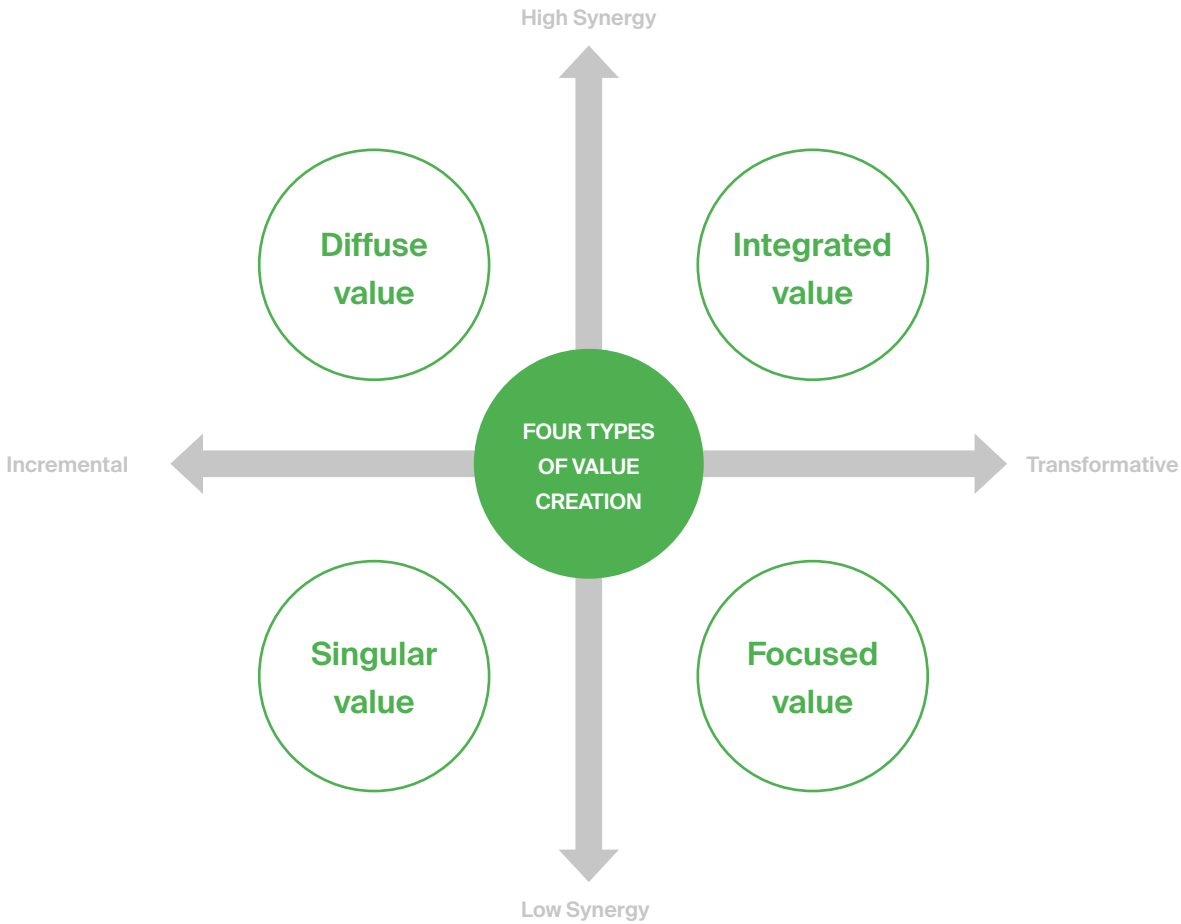 High Synergy
Diffuse
value
Integrated
value
FOUR TYPES
OF VALUE
CREATION
Incremental
Transformative
Singular
value
Focused
value
Low Synergy